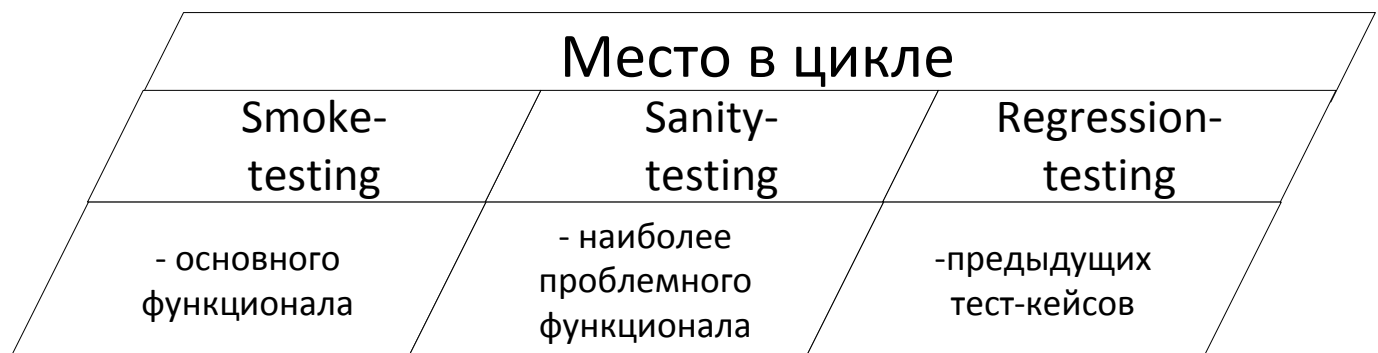 Место в цикле
Smoke-
testing
Sanity-
testing
Regression-
testing
- основного
функционала
- наиболее
проблемного
функционала
-предыдущих
тест-кейсов